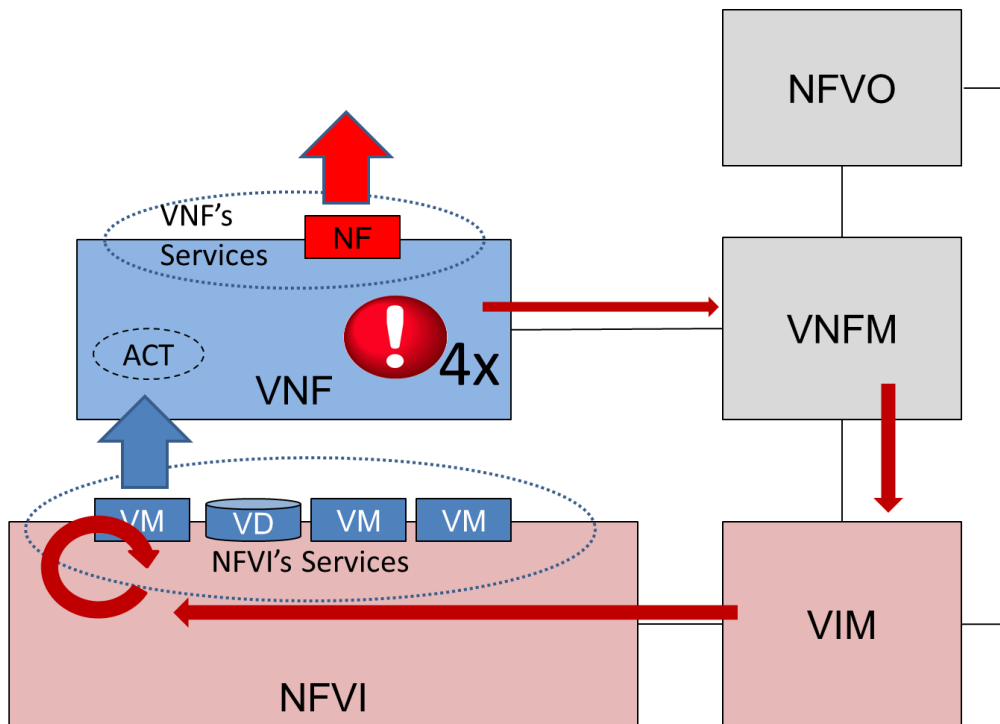 NFVO
VNF's
Services
NF
VNFM
ACT
!
4x
VNF
VM
VD
VM
VM
NFVI's Services
VIM
NFVI